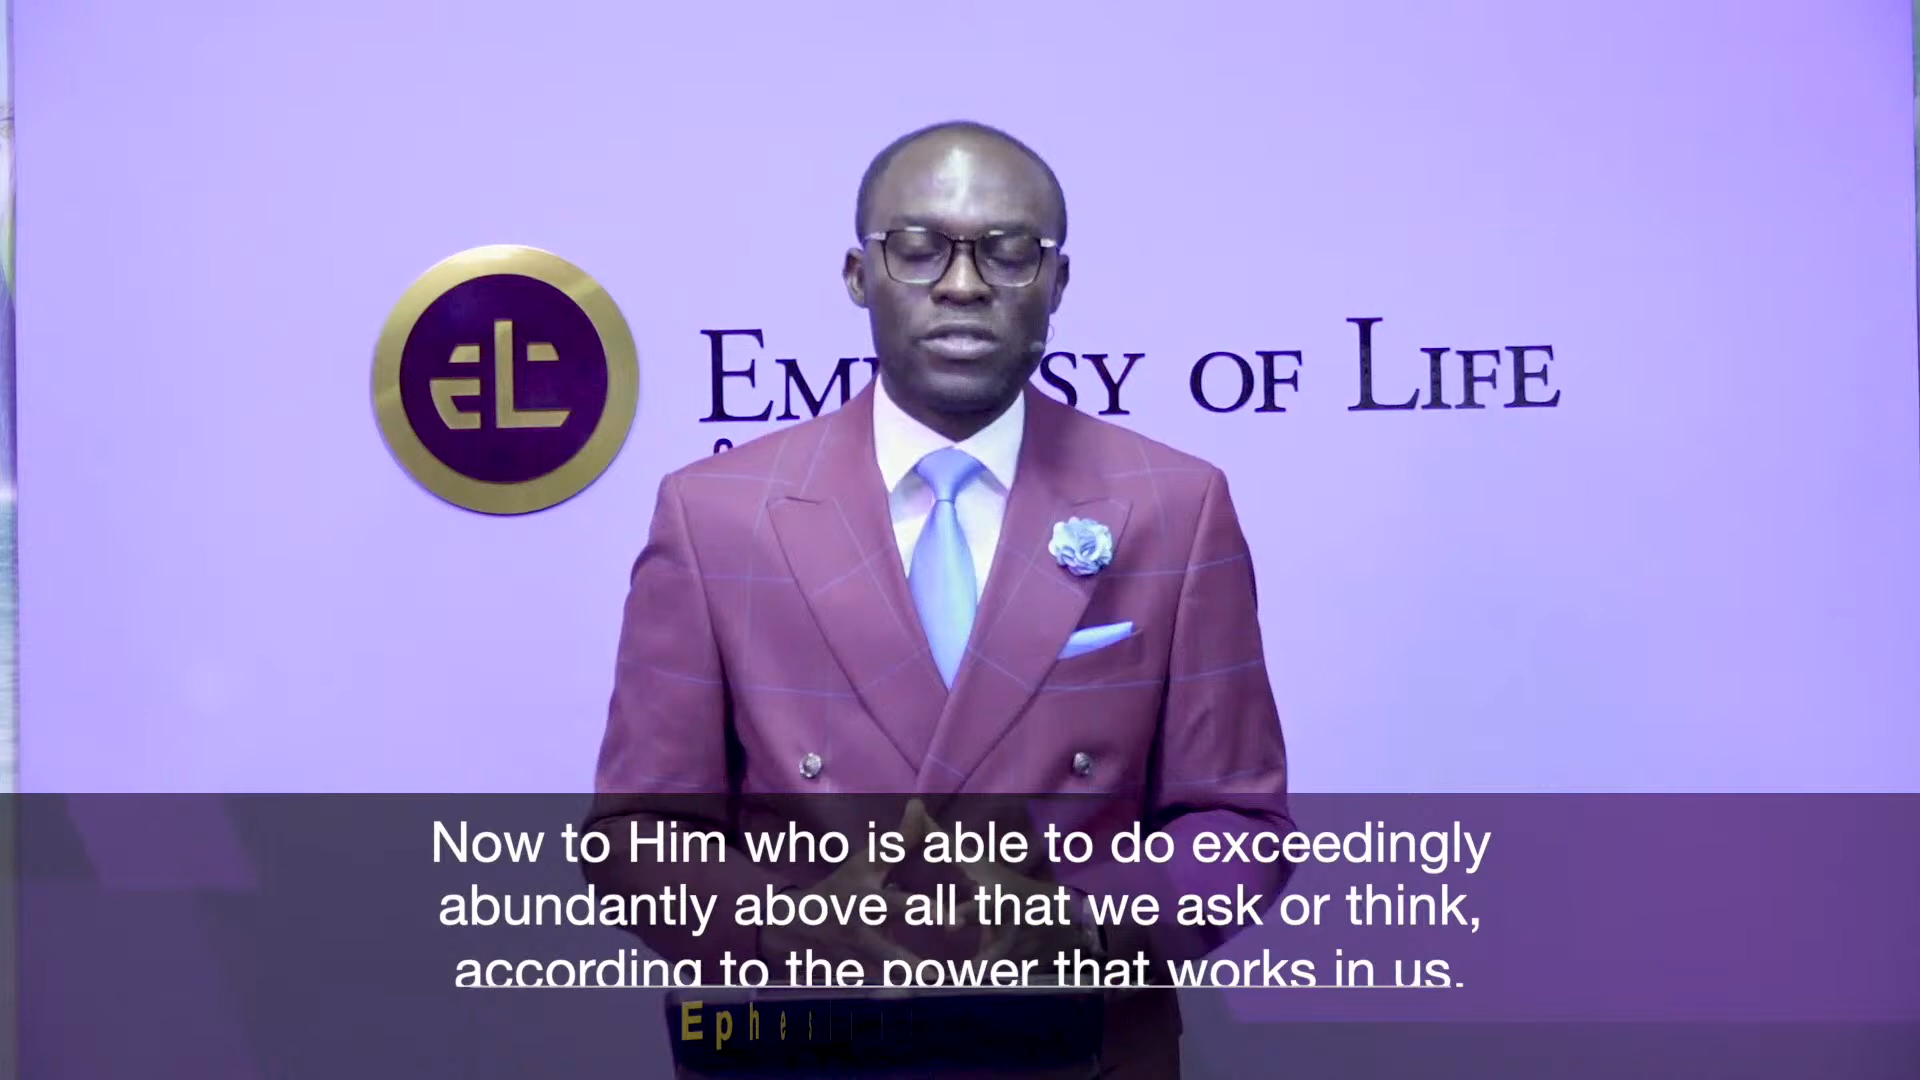 EL
EM SY OF LIFE
Now to Him who is able to do exceedingly
abundantly above all that we ask or think,
according to the power that works in us.
Ephes